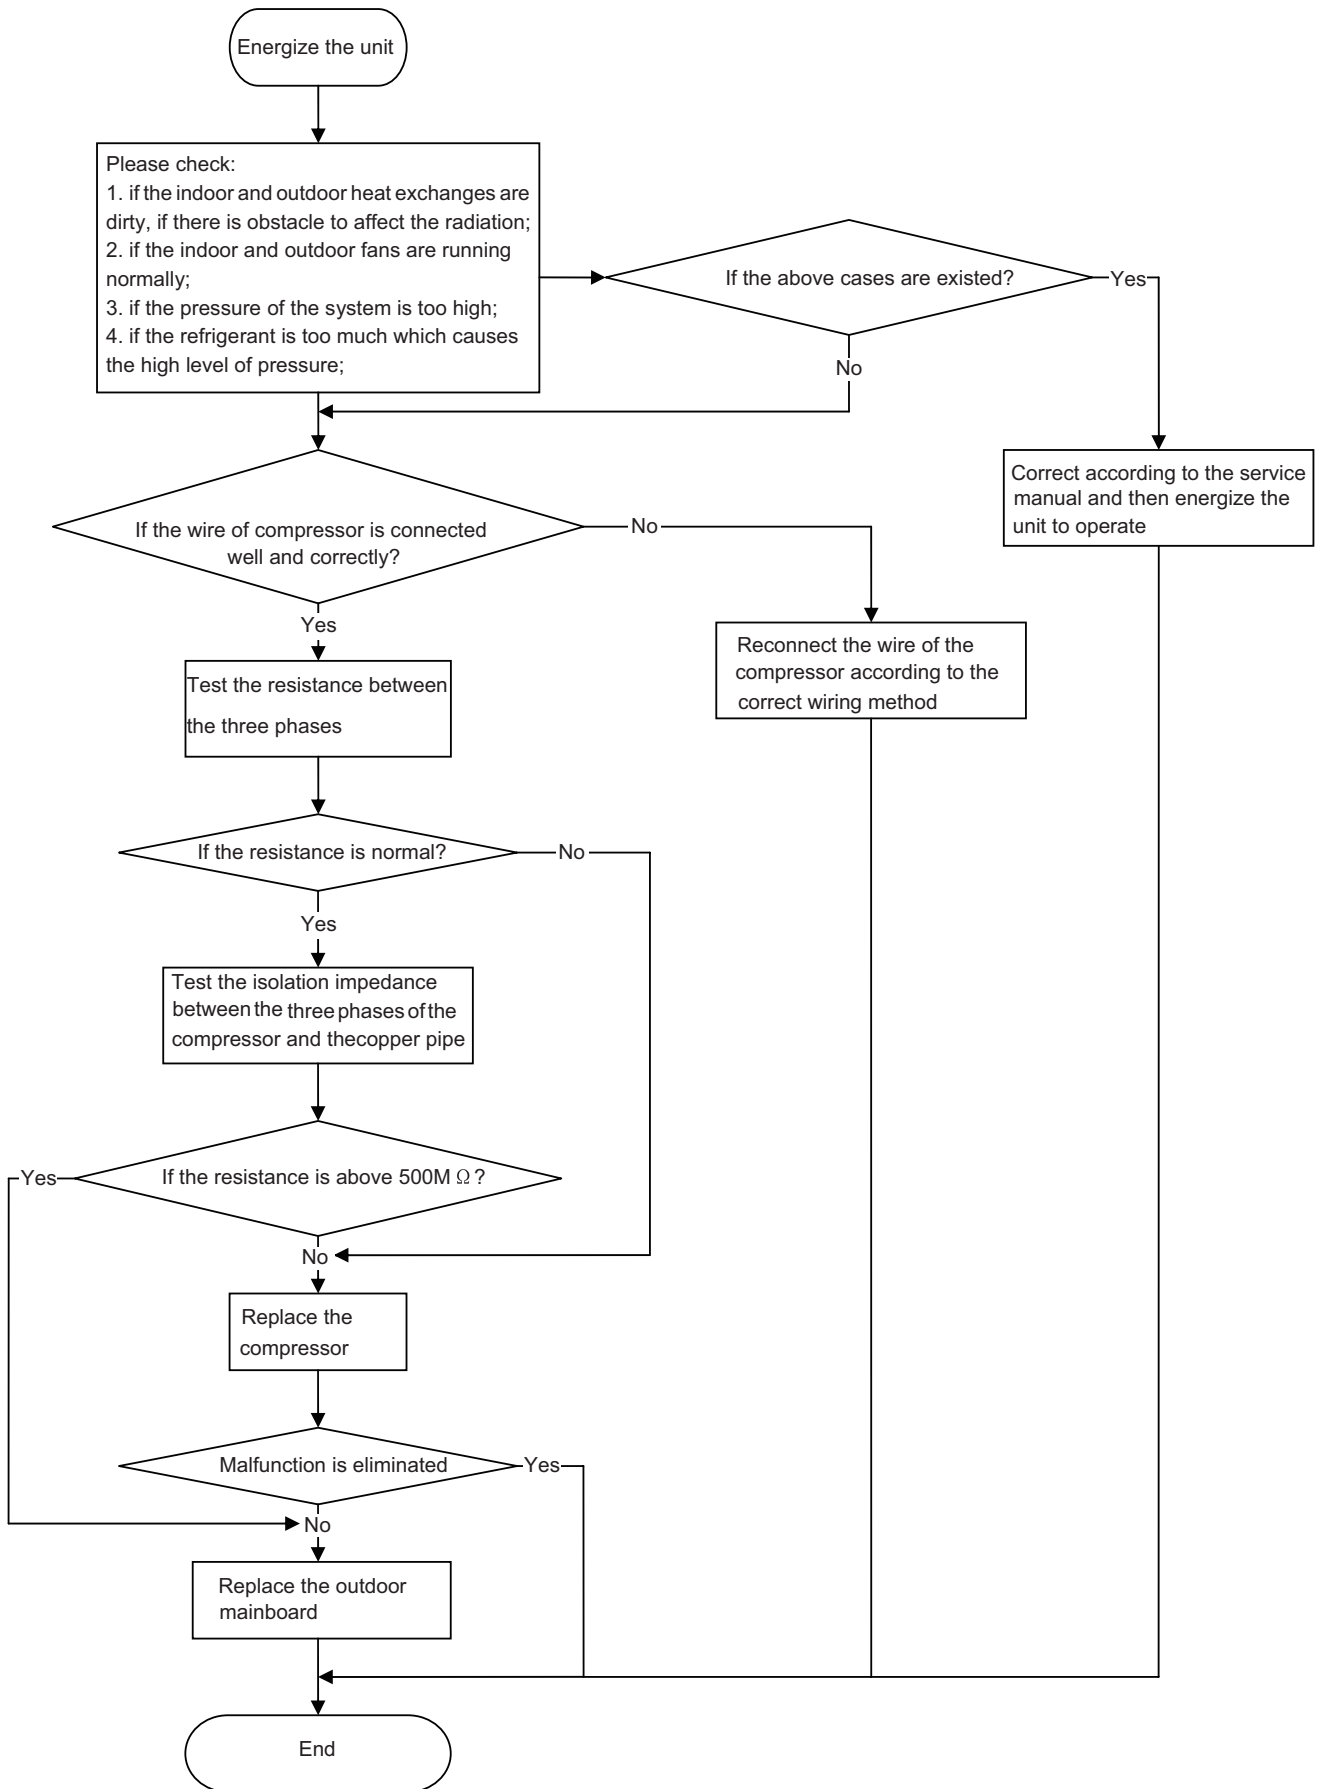 Energize the unit
Please check:
1. if the indoor and outdoor heat exchanges are
dirty, if there is obstacle to affect the radiation;
2. if the indoor and outdoor fans are running
normally;
3. if the pressure of the system is too high;
4. if the refrigerant is too much which causes
the high level of pressure;
If the above cases are existed?
Yes
No
Correct according to the service
manual and then energize the
unit to operate
If the wire of compressor is connected
well and correctly?
No
Yes
Reconnect the wire of the
compressor according to the
correct wiring method
Test the resistance between
the three phases
If the resistance is normal?
No
Yes
Test the isolation impedance
between the three phases of the
compressor and thecopper pipe
If the resistance is above 500M Ω ?
Yes
No
Replace the
compressor
Malfunction is eliminated
Yes
No
Replace the outdoor
mainboard
End